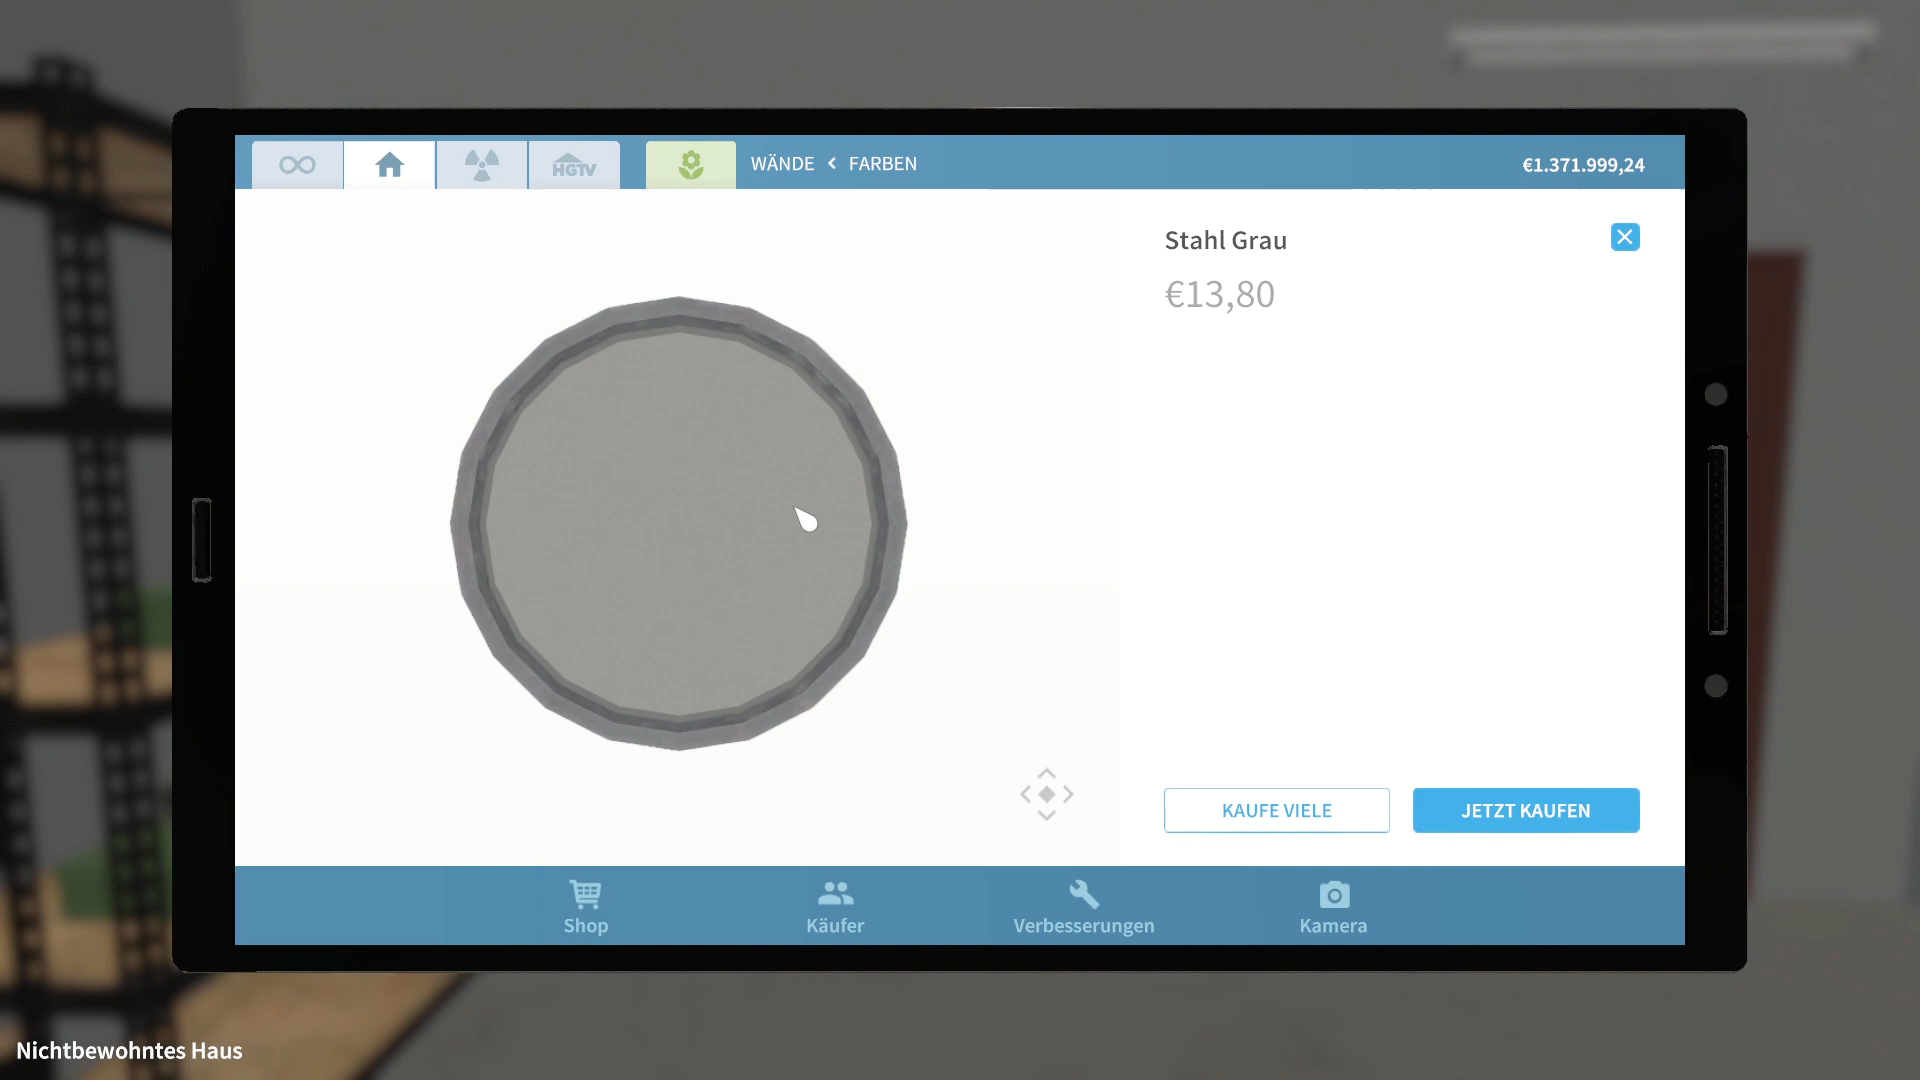 HGTV
WÄNDE < FARBEN
€1.371.999,24
Stahl Grau
€13,80
KAUFE VIELE
JETZT KAUFEN
Shop
Käufer
Verbesserungen
Kamera
Nichtbewohntes Haus